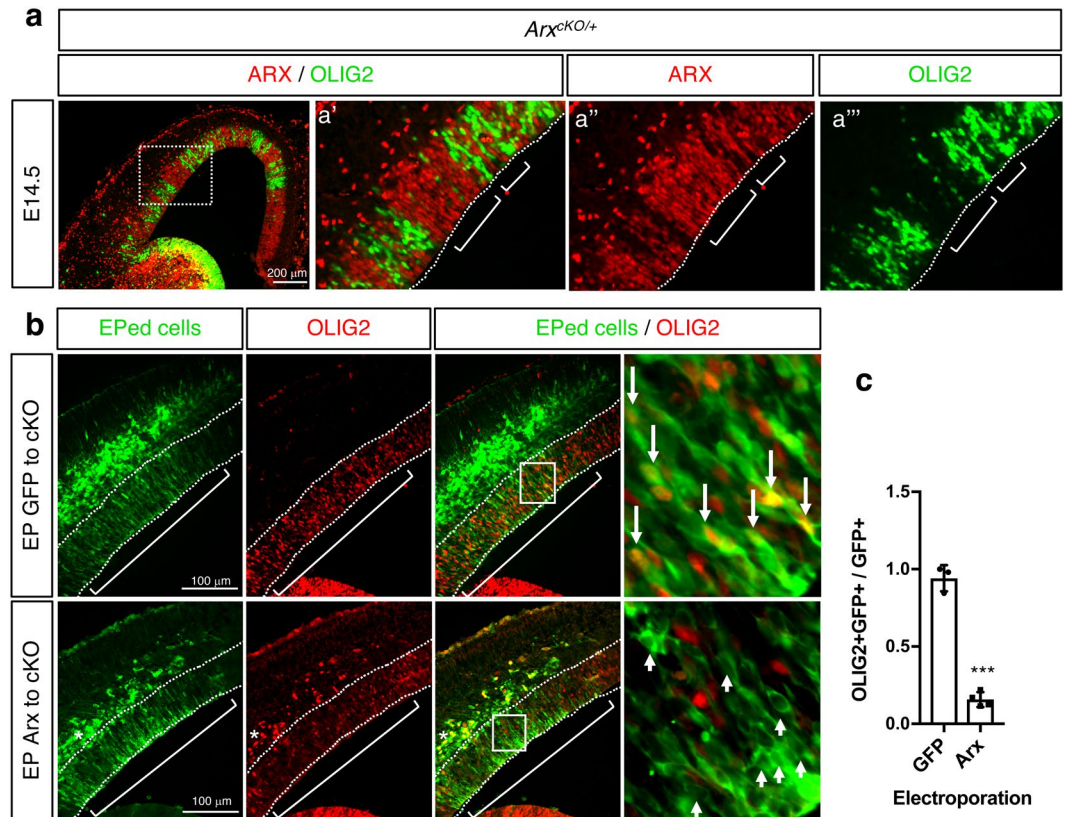 a
Arx^cKO/+
ARX / OLIG2
ARX
OLIG2
E14.5
200 µm
a'
a''
a'''
b
EPed cells
OLIG2
EPed cells / OLIG2
EP GFP to cKO
100 µm
EP Arx to cKO
*
100 µm
*
*
c
OLIG2+GFP+ / GFP+
1.5
1.0
0.5
0.0
***
GFP
Arx
Electroporation